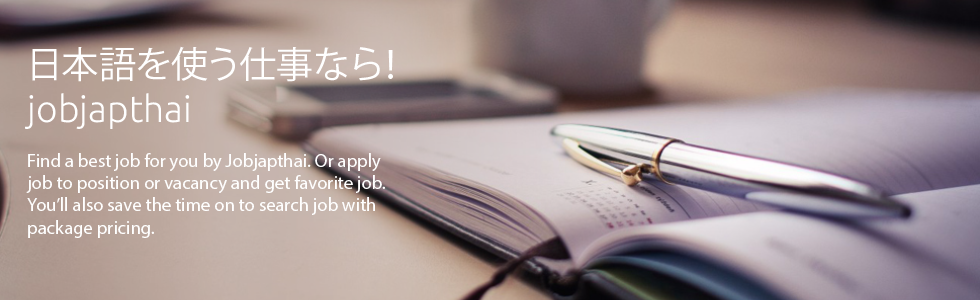 日本語を使う仕事なら!
jobjapthai
Find a best job for you by Jobjapthai. Or apply
job to position or vacancy and get favorite job.
You'll also save the time on to search job with
package pricing.